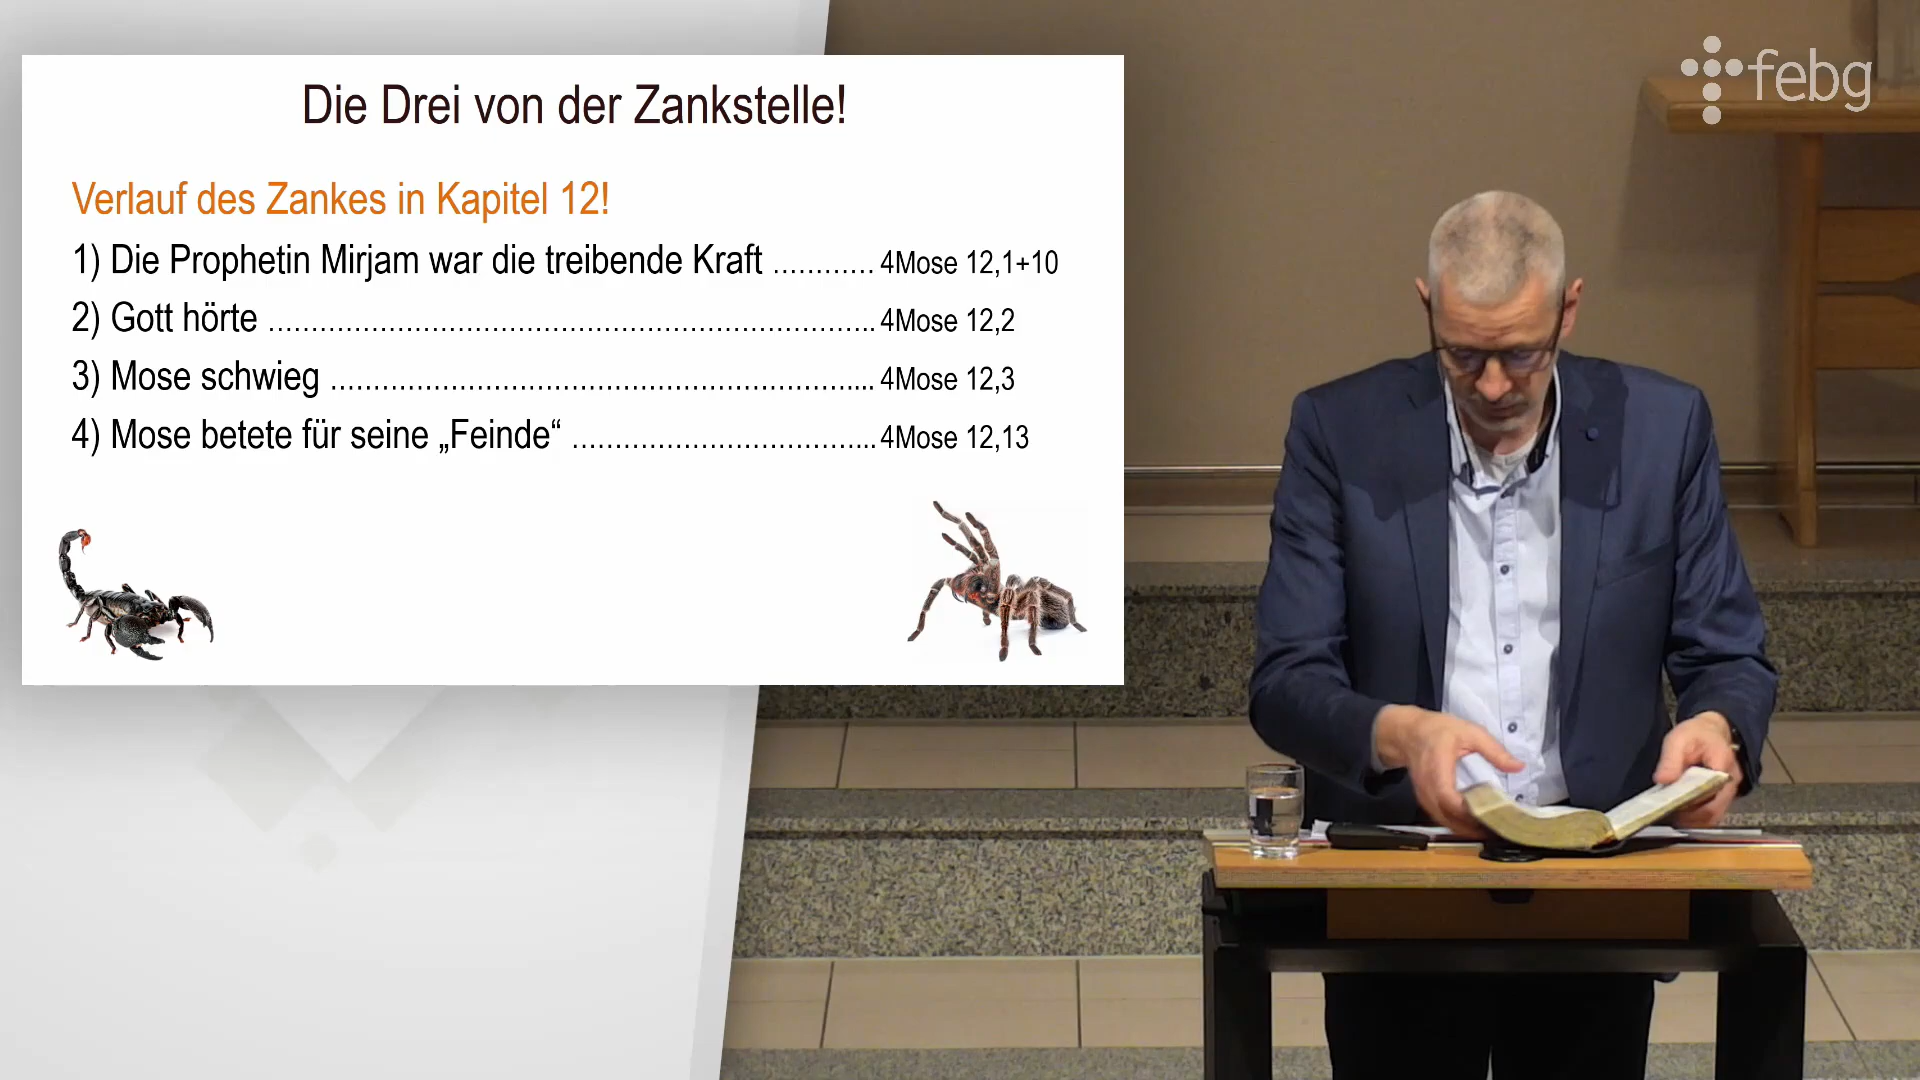 Die Drei von der Zankstelle!
Verlauf des Zankes in Kapitel 12!
1) Die Prophetin Mirjam war die treibende Kraft ............ 4Mose 12,1+10
2) Gott hörte ........................................................................ 4Mose 12,2
3) Mose schwieg ................................................................ 4Mose 12,3
4) Mose betete für seine „Feinde“ .................................... 4Mose 12,13
febg